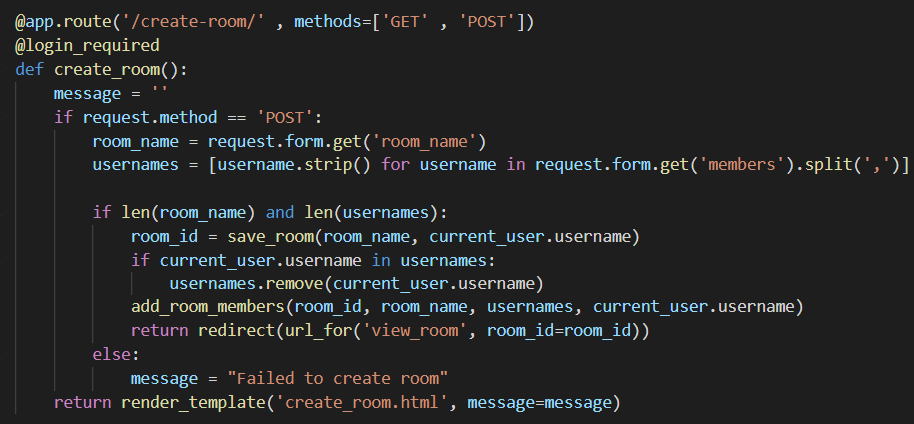 @app.route('/create-room/' , methods=['GET' , 'POST'])
@login_required
def create_room():
    message = ''
    if request.method == 'POST':
        room_name = request.form.get('room_name')
        usernames = [username.strip() for username in request.form.get('members').split(',')]

        if len(room_name) and len(usernames):
            room_id = save_room(room_name, current_user.username)
            if current_user.username in usernames:
                usernames.remove(current_user.username)
            add_room_members(room_id, room_name, usernames, current_user.username)
            return redirect(url_for('view_room', room_id=room_id))
        else:
            message = "Failed to create room"
    return render_template('create_room.html', message=message)